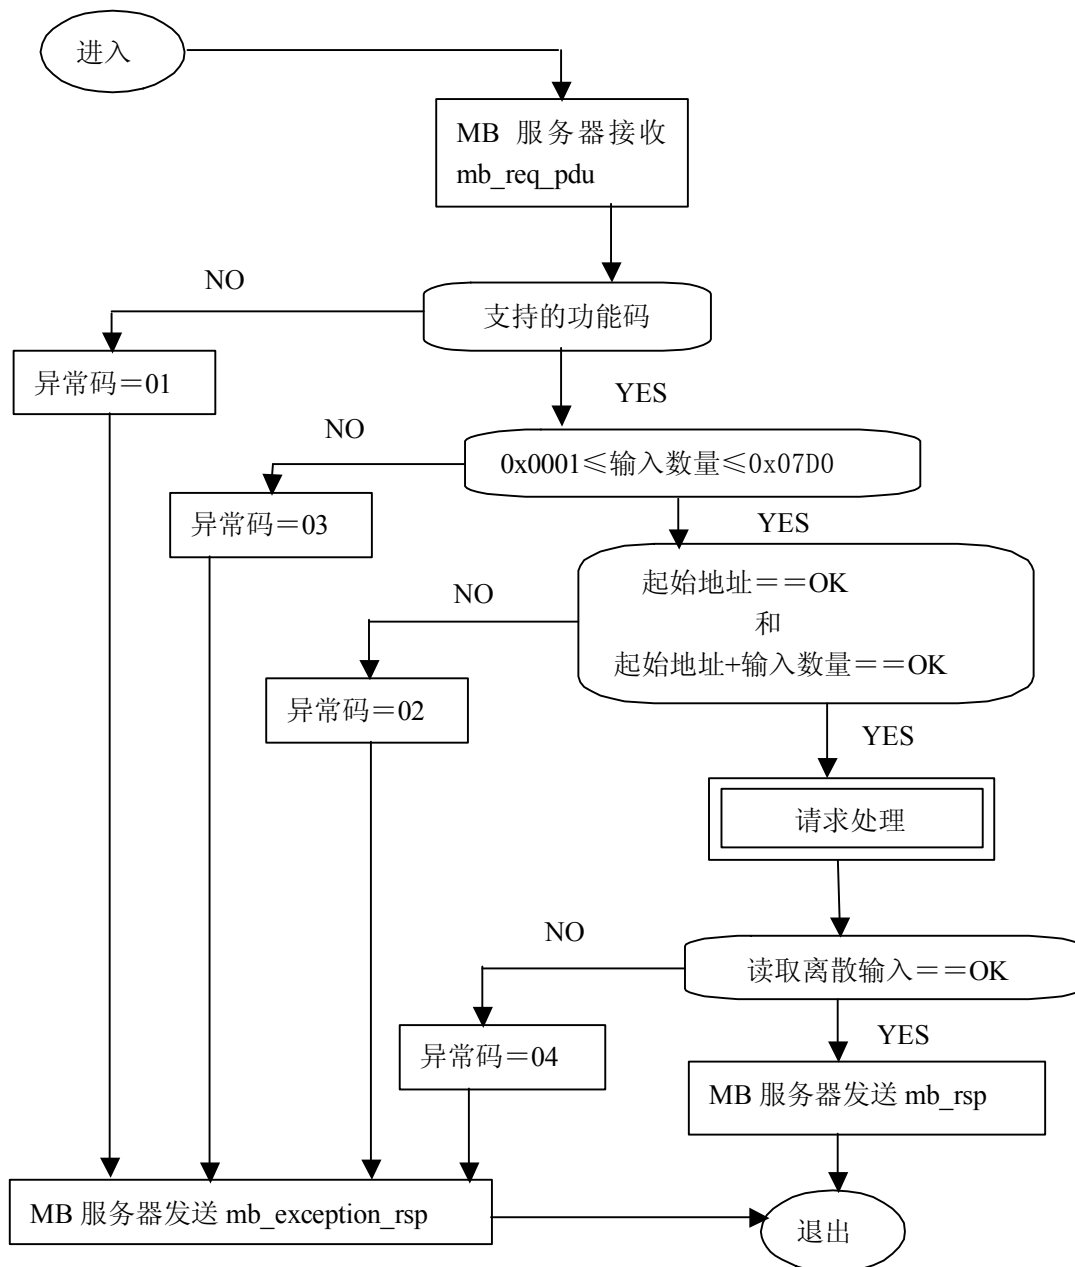 进入
MB 服务器接收
mb_req_pdu
NO
支持的功能码
异常码＝01
YES
NO
0x0001≤输入数量≤0x07D0
异常码＝03
YES
起始地址＝＝OK
NO
和
起始地址+输入数量＝＝OK
异常码＝02
YES
请求处理
NO
读取离散输入＝＝OK
YES
异常码＝04
MB 服务器发送 mb_rsp
MB 服务器发送 mb_exception_rsp
退出